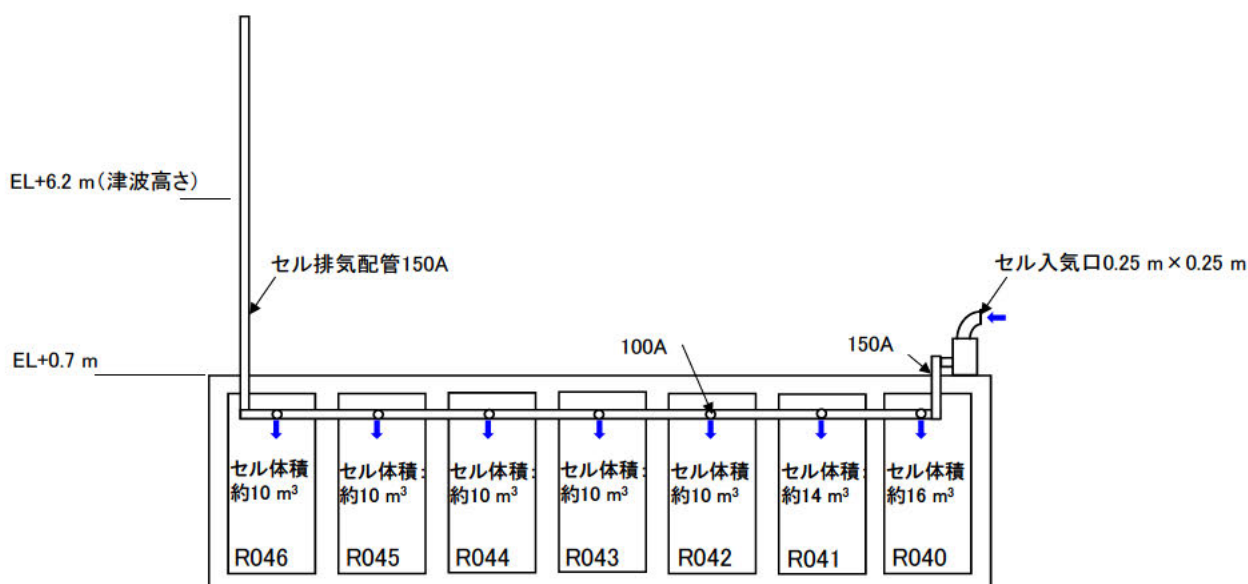 EL+6.2 m(津波高さ)
セル排気配管150A
セル入気口0.25 m×0.25 m
EL+0.7 m
100A
150A
セル体積
約10 m³
R046
セル体積:
約10 m³
R045
セル体積:
約10 m³
R044
セル体積:
約10 m³
R043
セル体積
約10 m³
R042
セル体積:
約14 m³
R041
セル体積
約16 m³
R040